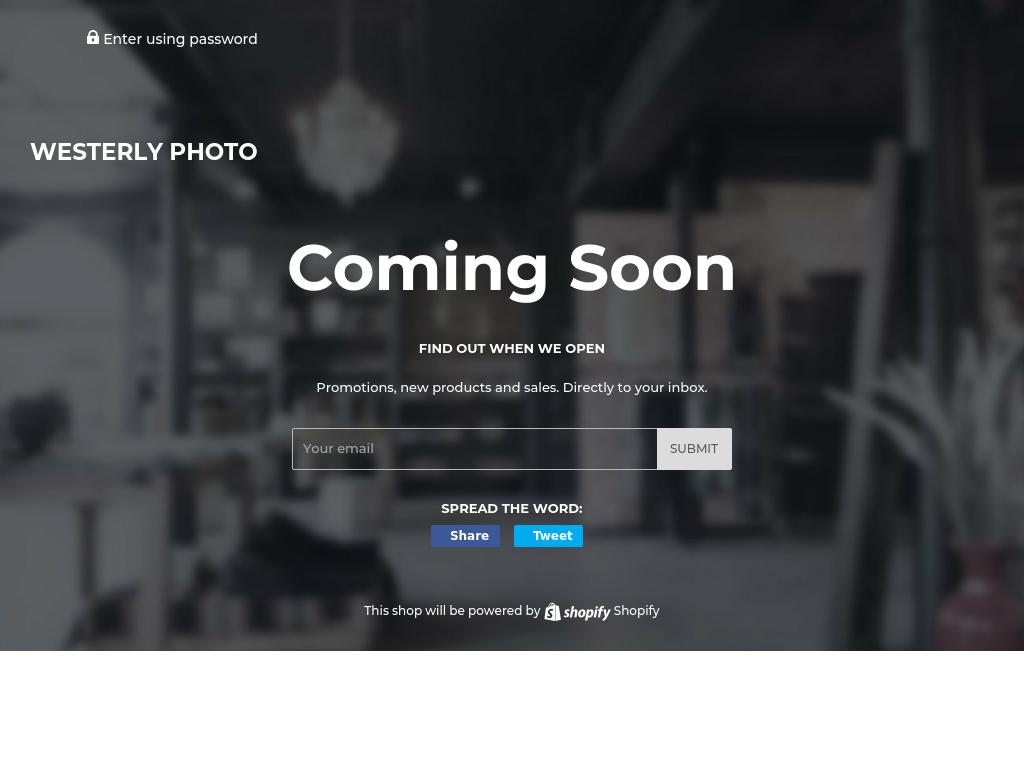 Enter using password
WESTERLY PHOTO
Coming Soon
FIND OUT WHEN WE OPEN
Promotions, new products and sales. Directly to your inbox.
Your email SUBMIT
SPREAD THE WORD:
Share Tweet
This shop will be powered by shopify Shopify